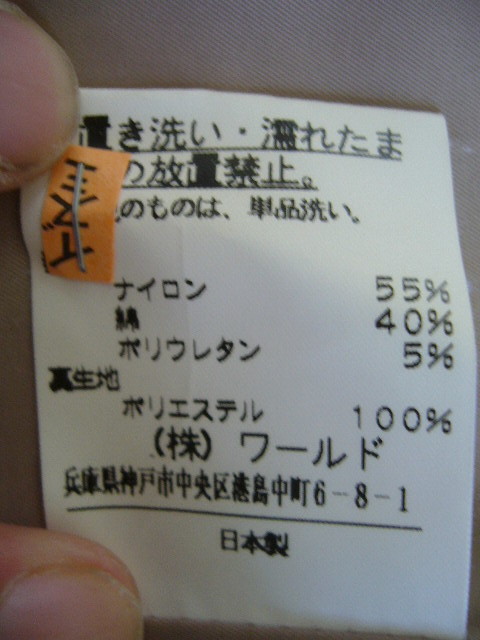 置き洗い・濡れたま
の放置禁止。
のものは、単品洗い。
ナイロン 55%
綿 40%
ポリウレタン 5%
裏生地
ポリエステル 100%
(株)ワールド
兵庫県神戸市中央区港島中町6-8-1
日本製